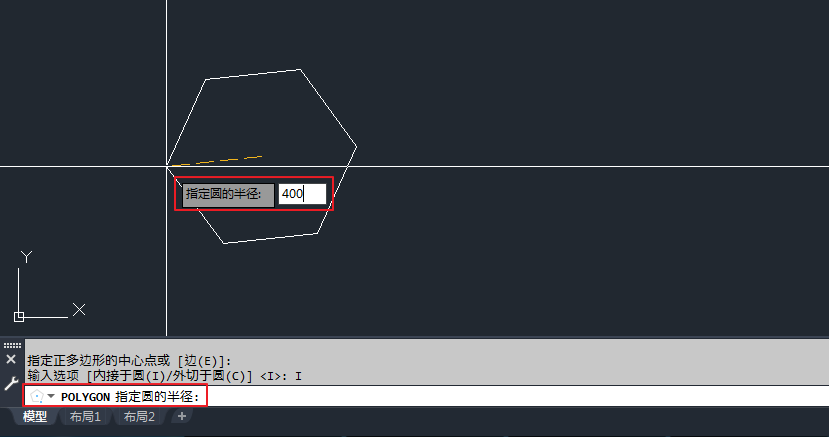 指定圆的半径: 400
Y
X
指定正多边形的中心点或 [边(E)]:
输入选项 [内接于圆(I)/外切于圆(C)] <I>: I
POLYGON 指定圆的半径:
模型 布局1 布局2 +